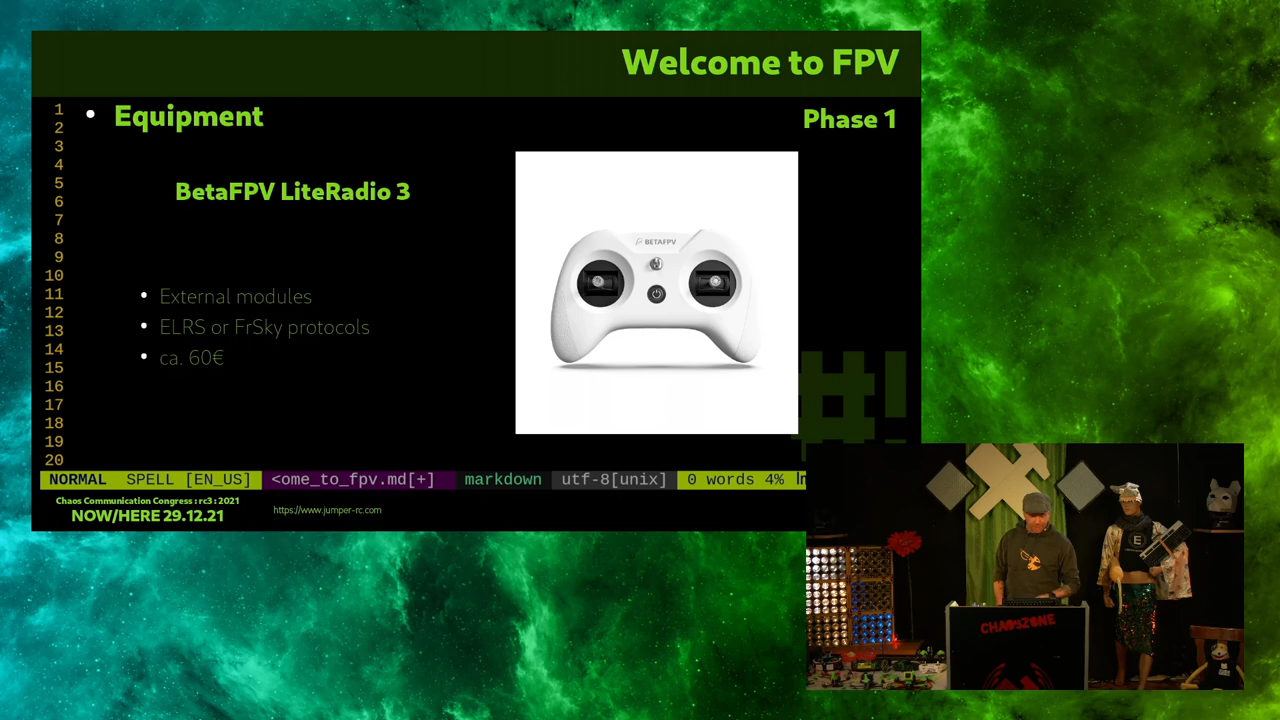 Welcome to FPV
Equipment
Phase 1
BetaFPV LiteRadio 3
BETAFPV
External modules
ELRS or FrSky protocols
ca. 60€
1
2
3
4
5
6
7
8
9
10
11
12
13
14
15
16
17
18
19
20
#!
NORMAL SPELL [EN_US] <ome_to_fpv.md[+] markdown utf-8[unix] 0 words 4% ln
Chaos Communication Congress : rc3 : 2021
NOW/HERE 29.12.21
https://www.jumper-rc.com
E
CHAOSZONE